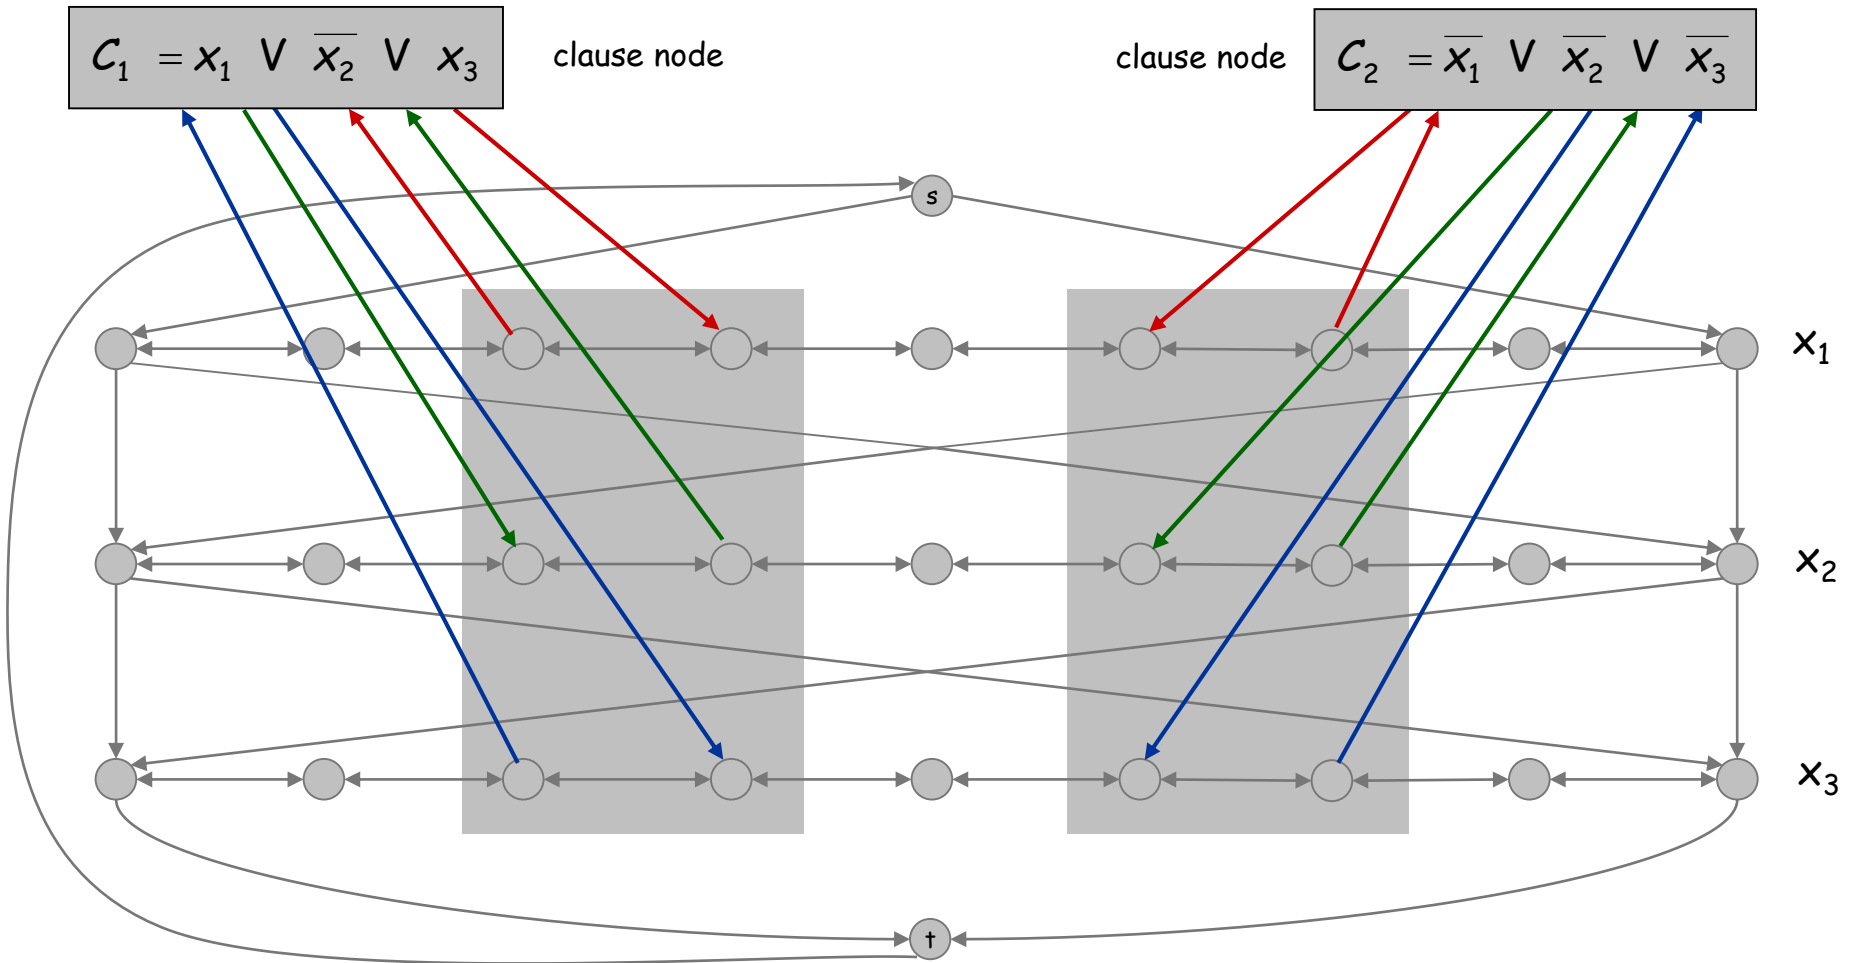 C₁ = x₁ V x̅₂ V x₃
clause node
clause node
C₂ = x̅₁ V x̅₂ V x̅₃
s
x₁
x₂
x₃
t